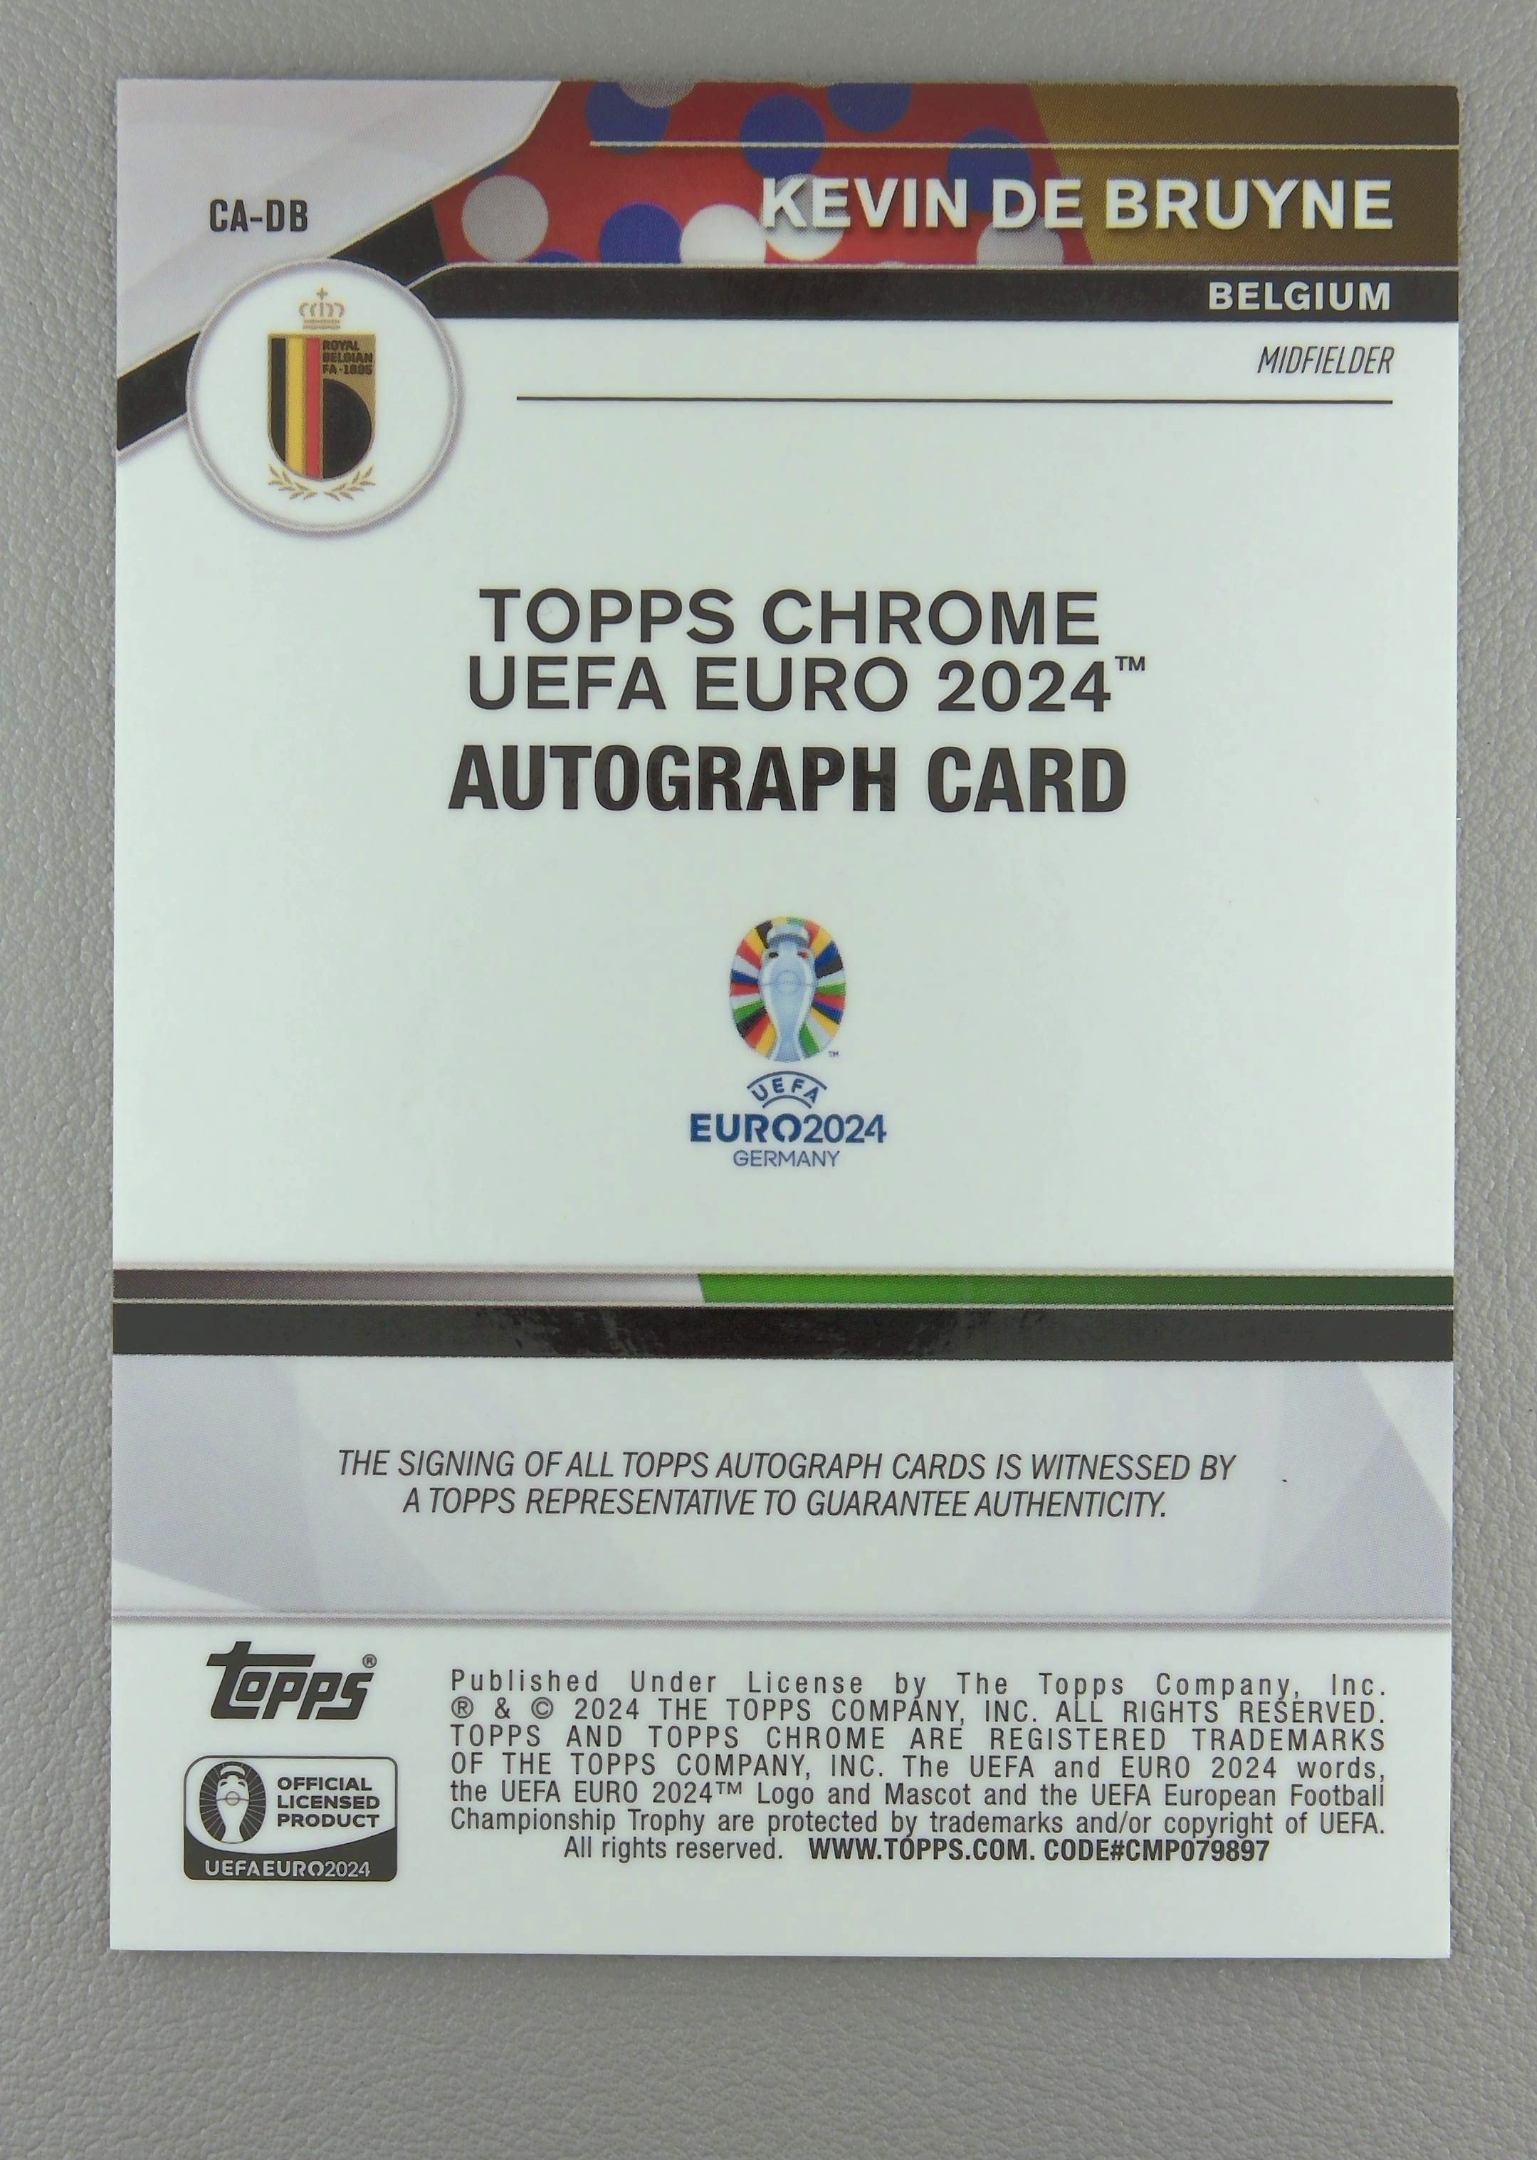 CA-DB
KEVIN DE BRUYNE
BELGIUM
ROYAL
BELGIAN
FA-1895
MIDFIELDER
TOPPS CHROME
UEFA EURO 2024™
AUTOGRAPH CARD
TM
UEFA
EURO2024
GERMANY
THE SIGNING OF ALL TOPPS AUTOGRAPH CARDS IS WITNESSED BY
A TOPPS REPRESENTATIVE TO GUARANTEE AUTHENTICITY.
topps®
OFFICIAL
LICENSED
PRODUCT
UEFAEURO2024
Published Under License by The Topps Company, Inc.
® & © 2024 THE TOPPS COMPANY, INC. ALL RIGHTS RESERVED.
TOPPS AND TOPPS CHROME ARE REGISTERED TRADEMARKS
OF THE TOPPS COMPANY, INC. The UEFA and EURO 2024 words,
the UEFA EURO 2024™ Logo and Mascot and the UEFA European Football
Championship Trophy are protected by trademarks and/or copyright of UEFA.
All rights reserved. WWW.TOPPS.COM. CODE#CMP079897